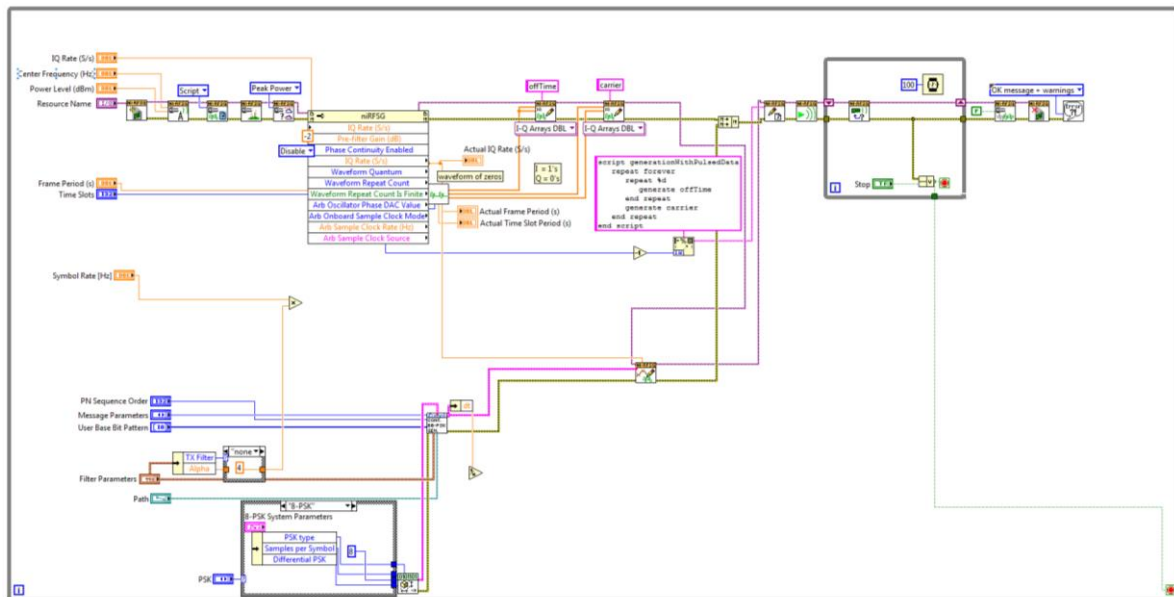 IQ Rate (S/s)
Center Frequency (Hz)
Power Level (dBm)
Resource Name
Script
Peak Power
offTime
carrier
niRFSG
I-Q Arrays DBL
I-Q Arrays DBL
IQ Rate (S/s)
-2
Pre-filter Gain (dB)
Disable
Phase Continuity Enabled
IQ Rate (S/s)
Waveform Quantum
Waveform Repeat Count
Waveform Repeat Count Is Finite
Arb Oscillator Phase DAC Value
Arb Onboard Sample Clock Mode
Arb Sample Clock Rate (Hz)
Arb Sample Clock Source
Actual IQ Rate (S/s)
waveform of zeros
I = 1's
Q = 0's
Frame Period (s)
Time Slots
Actual Frame Period (s)
Actual Time Slot Period (s)
script generationWithPulsedData
repeat forever
repeat %d
generate offTime
end repeat
generate carrier
end repeat
end script
100
Stop
OK message + warnings
Symbol Rate [Hz]
PN Sequence Order
Message Parameters
User Base Bit Pattern
dt
TX Filter
Alpha
"none"
4
Filter Parameters
Path
"8-PSK"
8-PSK System Parameters
PSK type
Samples per Symbol
Differential PSK
8
PSK
i
i